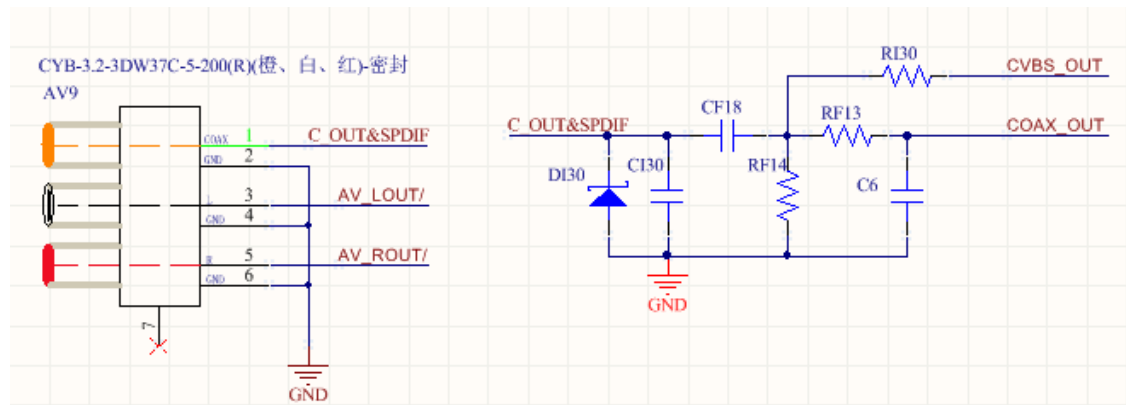 CYB-3.2-3DW37C-5-200(R)(橙、白、红)-密封
AV9
COAX 1 C_OUT&SPDIF
GND 2
L 3 AV_LOUT/
GND 4
R 5 AV_ROUT/
GND 6
7
GND
RI30 CVBS_OUT
CF18 RF13
C_OUT&SPDIF COAX_OUT
DI30 CI30 RF14 C6
GND